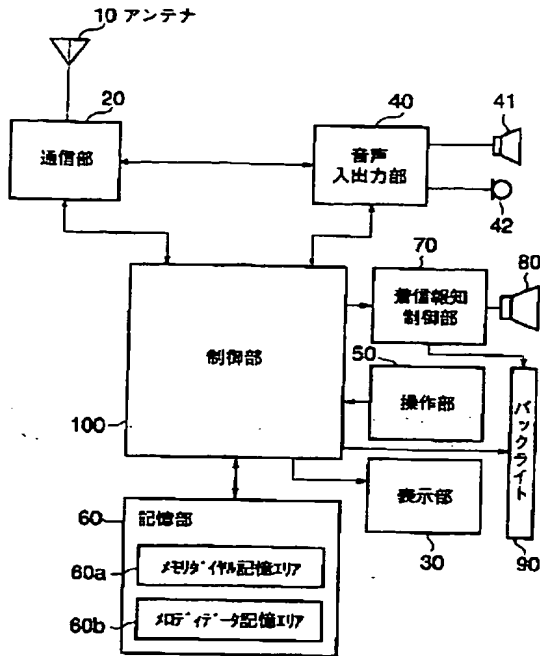 10 アンテナ
20
通信部
40
音声
入出力部
41
42
70
着信報知
制御部
80
制御部
100
50
操作部
バックライト
90
表示部
30
60
記憶部
60a
メモリダイヤル記憶エリア
60b
メロディデータ記憶エリア